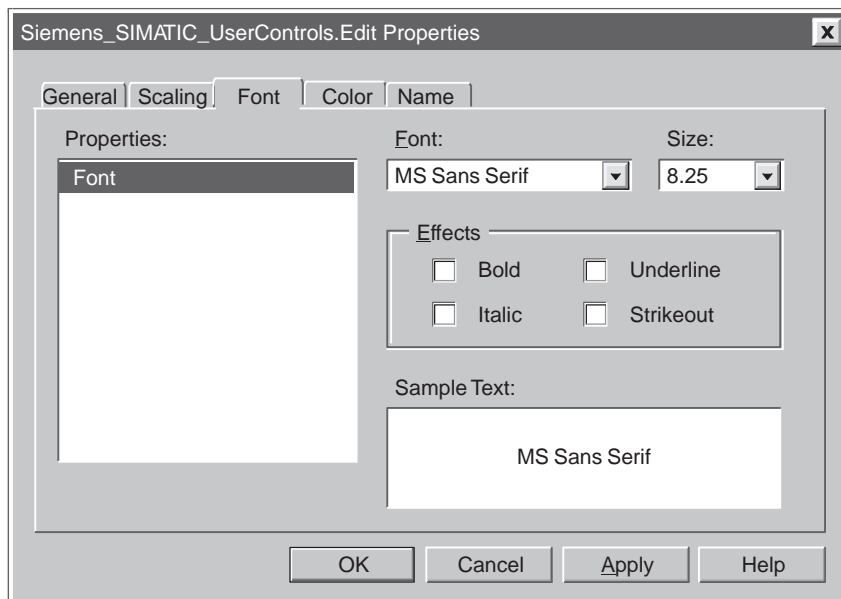 Siemens_SIMATIC_UserControls.Edit Properties
X
General Scaling Font Color Name
Properties: Font: Size:
Font MS Sans Serif 8.25
Effects
Bold Underline
Italic Strikeout
Sample Text:
MS Sans Serif
OK Cancel Apply Help